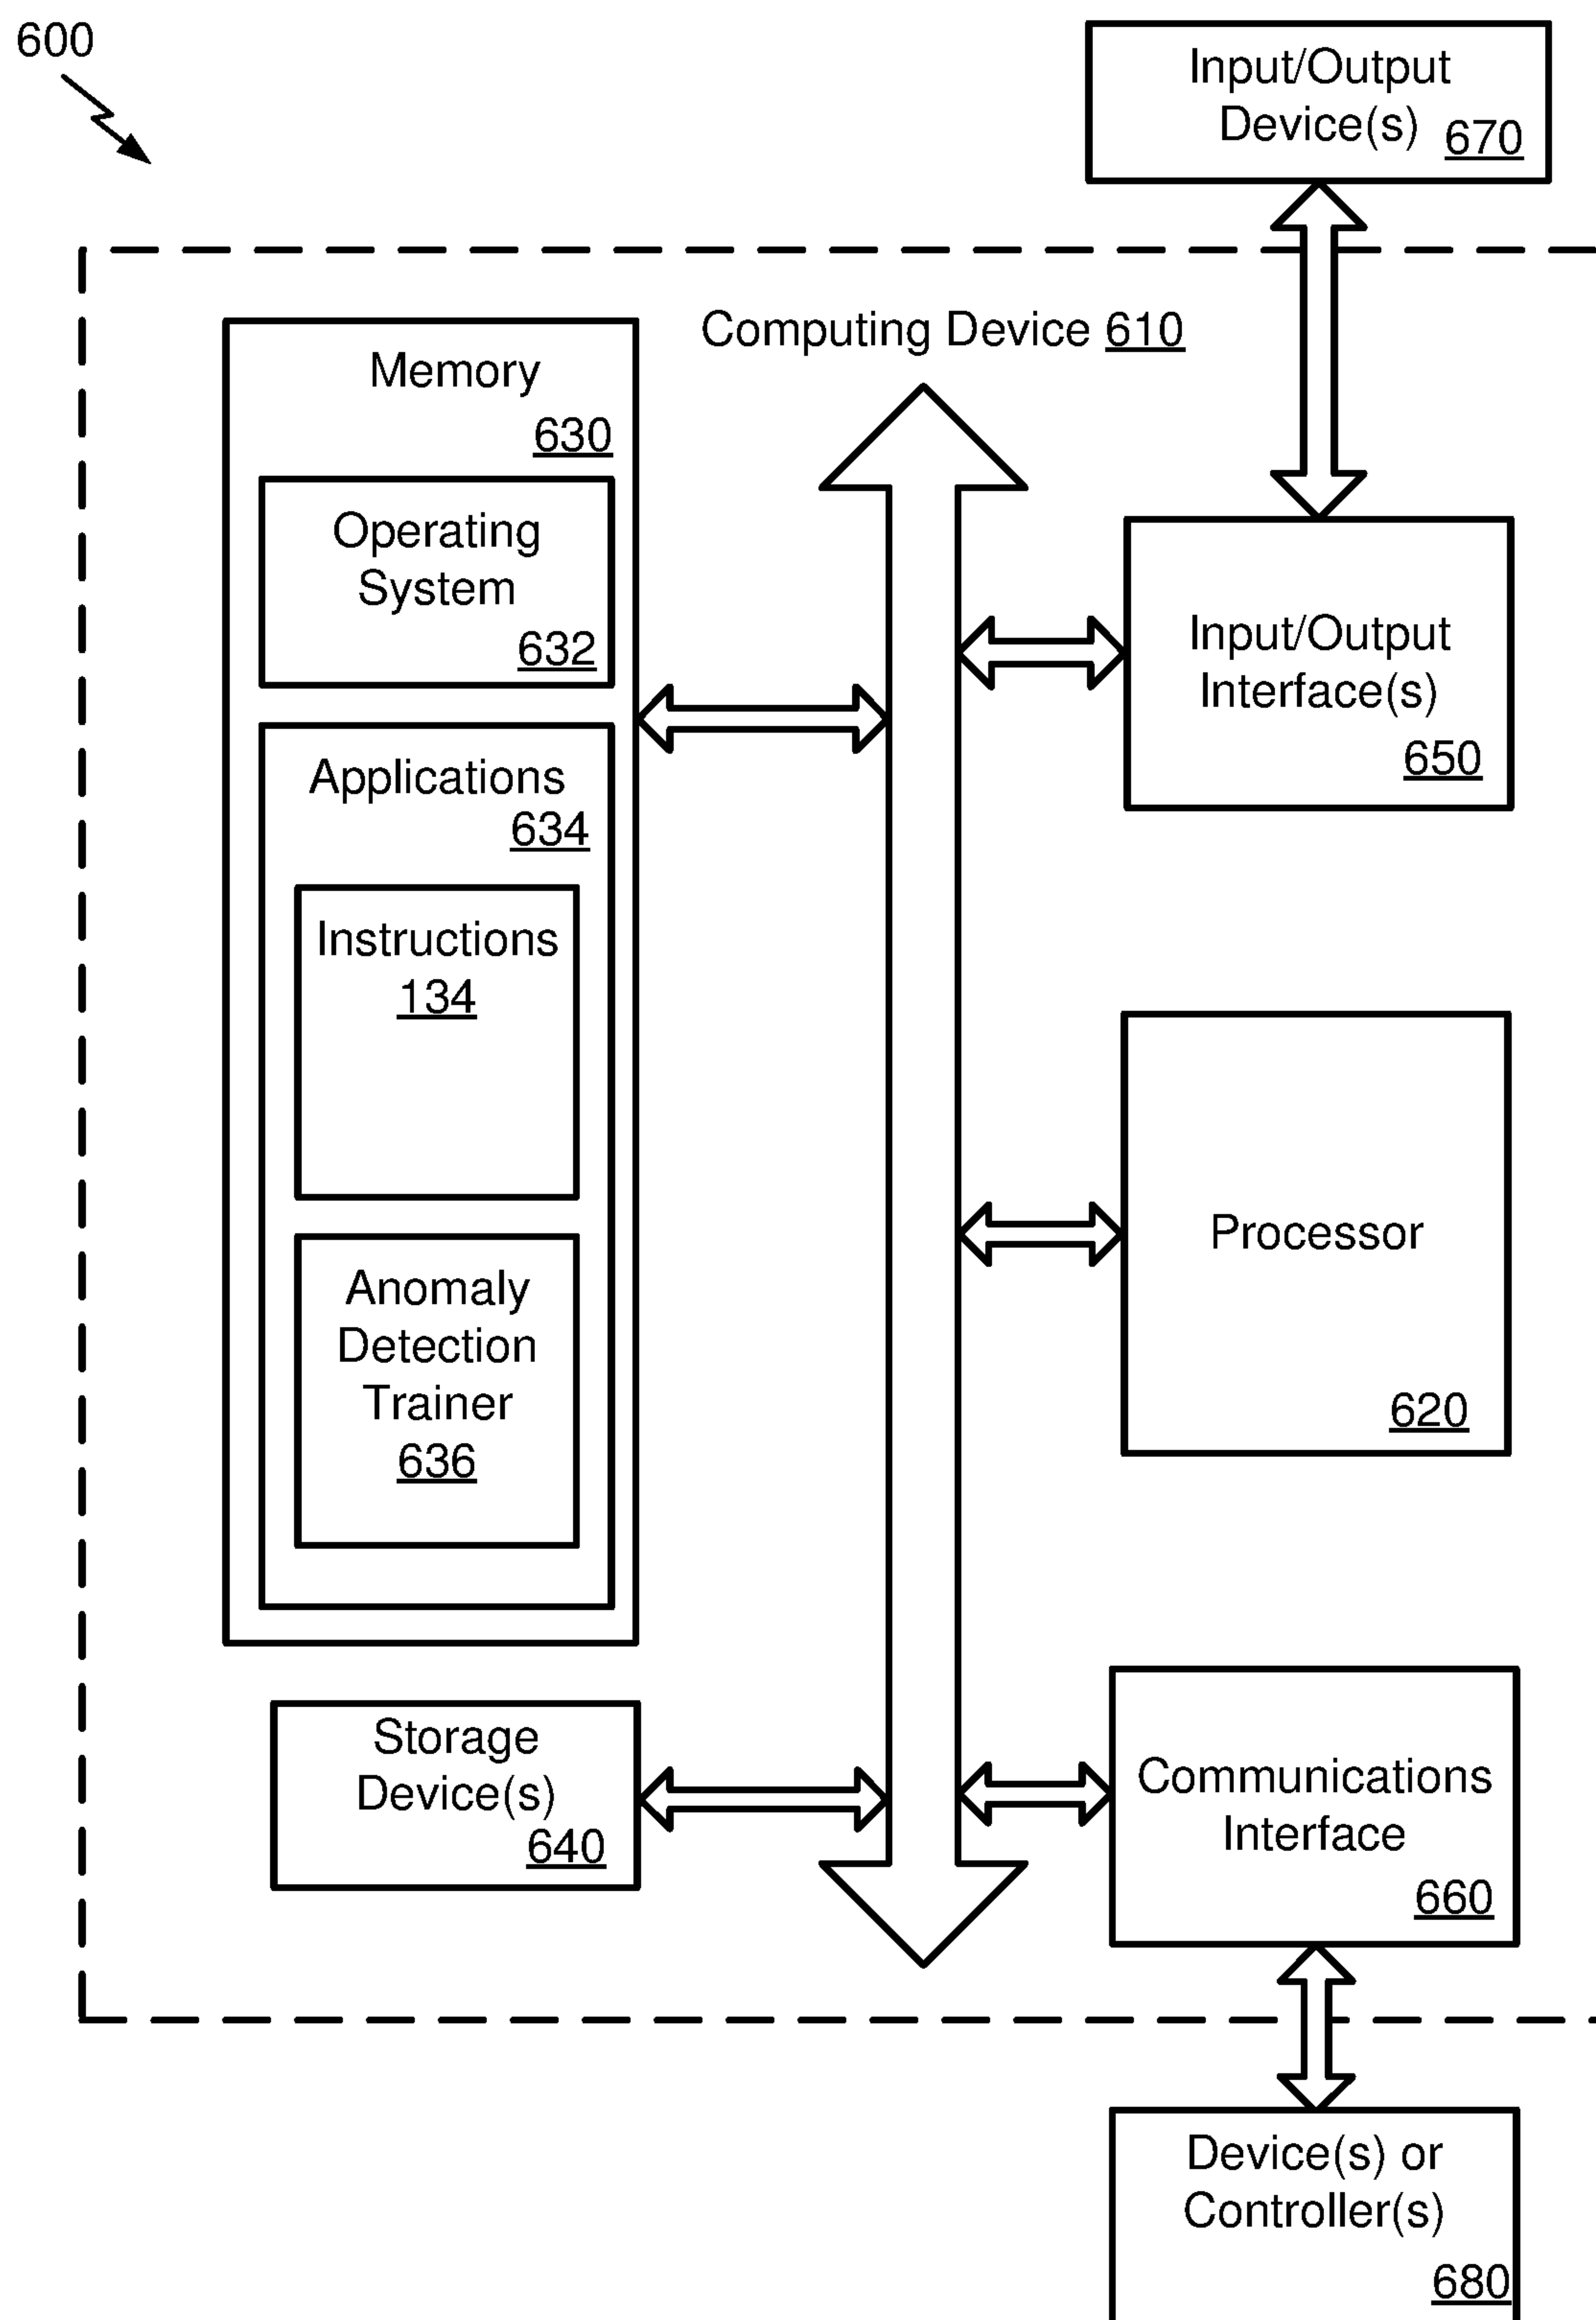 600
Input/Output
Device(s) 670
Computing Device 610
Memory
630
Operating
System
632
Applications
634
Instructions
134
Anomaly
Detection
Trainer
636
Storage
Device(s)
640
Input/Output
Interface(s)
650
Processor
620
Communications
Interface
660
Device(s) or
Controller(s)
680